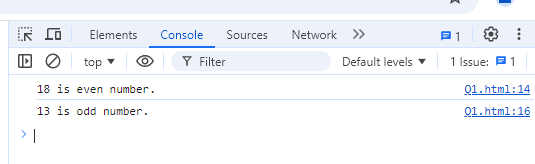 Elements Console Sources Network 1
top Filter Default levels 1 Issue: 1
18 is even number. Q1.html:14
13 is odd number. Q1.html:16